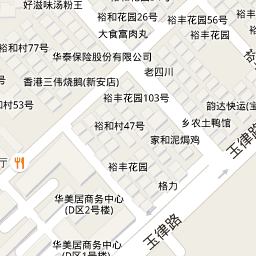 好滋味汤粉王
裕和花园26号
裕丰花园56号
大食富肉丸
裕和村77号
华泰保险股份有限公司
老四川
香港三伟烧鹅(新安店)
裕丰花园103号
裕和村53号
韵达快运(宝
裕和村47号
乡农土鸭馆
家和泥焗鸡
玉律路
裕丰花园
厅
格力
华美居商务中心
(D区2号楼)
玉律路
华美居商务中心
(D区1号楼)